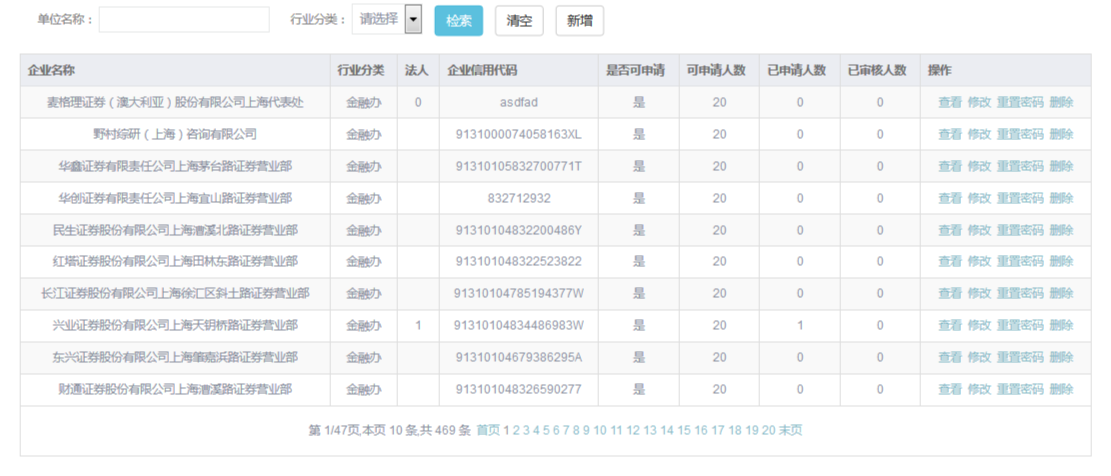 单位名称： 行业分类： 请选择 检索 清空 新增
企业名称 行业分类 法人 企业信用代码 是否可申请 可申请人数 已申请人数 已审核人数 操作
麦格理证券（澳大利亚）股份有限公司上海代表处 金融办 0 asdfad 是 20 0 0 查看 修改 重置密码 删除
野村综研（上海）咨询有限公司 金融办 9131000074058163XL 是 20 0 0 查看 修改 重置密码 删除
华鑫证券有限责任公司上海茅台路证券营业部 金融办 91310105832700771T 是 20 0 0 查看 修改 重置密码 删除
华创证券有限责任公司上海宜山路证券营业部 金融办 832712932 是 20 0 0 查看 修改 重置密码 删除
民生证券股份有限公司上海漕溪北路证券营业部 金融办 91310104832200486Y 是 20 0 0 查看 修改 重置密码 删除
红塔证券股份有限公司上海田林东路证券营业部 金融办 913101048322523822 是 20 0 0 查看 修改 重置密码 删除
长江证券股份有限公司上海徐汇区斜土路证券营业部 金融办 91310104785194377W 是 20 0 0 查看 修改 重置密码 删除
兴业证券股份有限公司上海天钥桥路证券营业部 金融办 1 91310104834486983W 是 20 1 0 查看 修改 重置密码 删除
东兴证券股份有限公司上海肇嘉浜路证券营业部 金融办 91310104679386295A 是 20 0 0 查看 修改 重置密码 删除
财通证券股份有限公司上海漕溪路证券营业部 金融办 913101048326590277 是 20 0 0 查看 修改 重置密码 删除
第 1/47页,本页 10 条,共 469 条 首页 1 2 3 4 5 6 7 8 9 10 11 12 13 14 15 16 17 18 19 20 末页